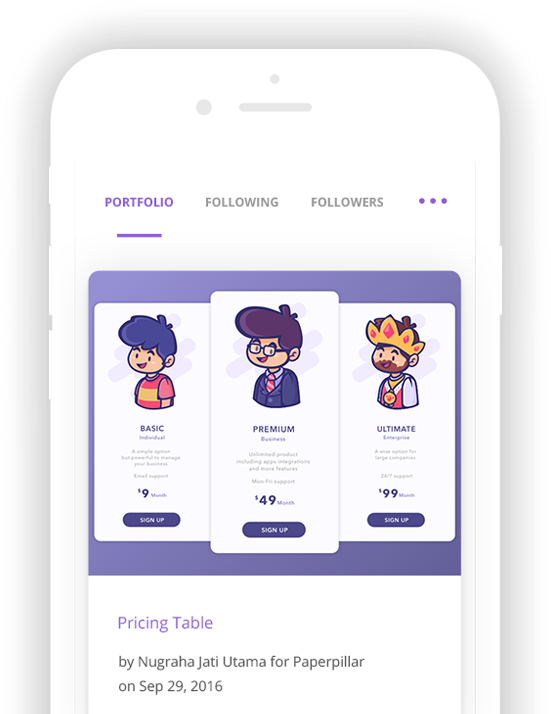 PORTFOLIO FOLLOWING FOLLOWERS
BASIC
Individual
A simple option
but powerful to manage
your business
Email support
$9 Month
SIGN UP
PREMIUM
Business
Unlimited product
including apps integrations
and more features
Mon-Fri support
$49 Month
SIGN UP
ULTIMATE
Enterprise
A wise option for
large companies
24/7 support
$99 Month
SIGN UP
Pricing Table
by Nugraha Jati Utama for Paperpillar
on Sep 29, 2016